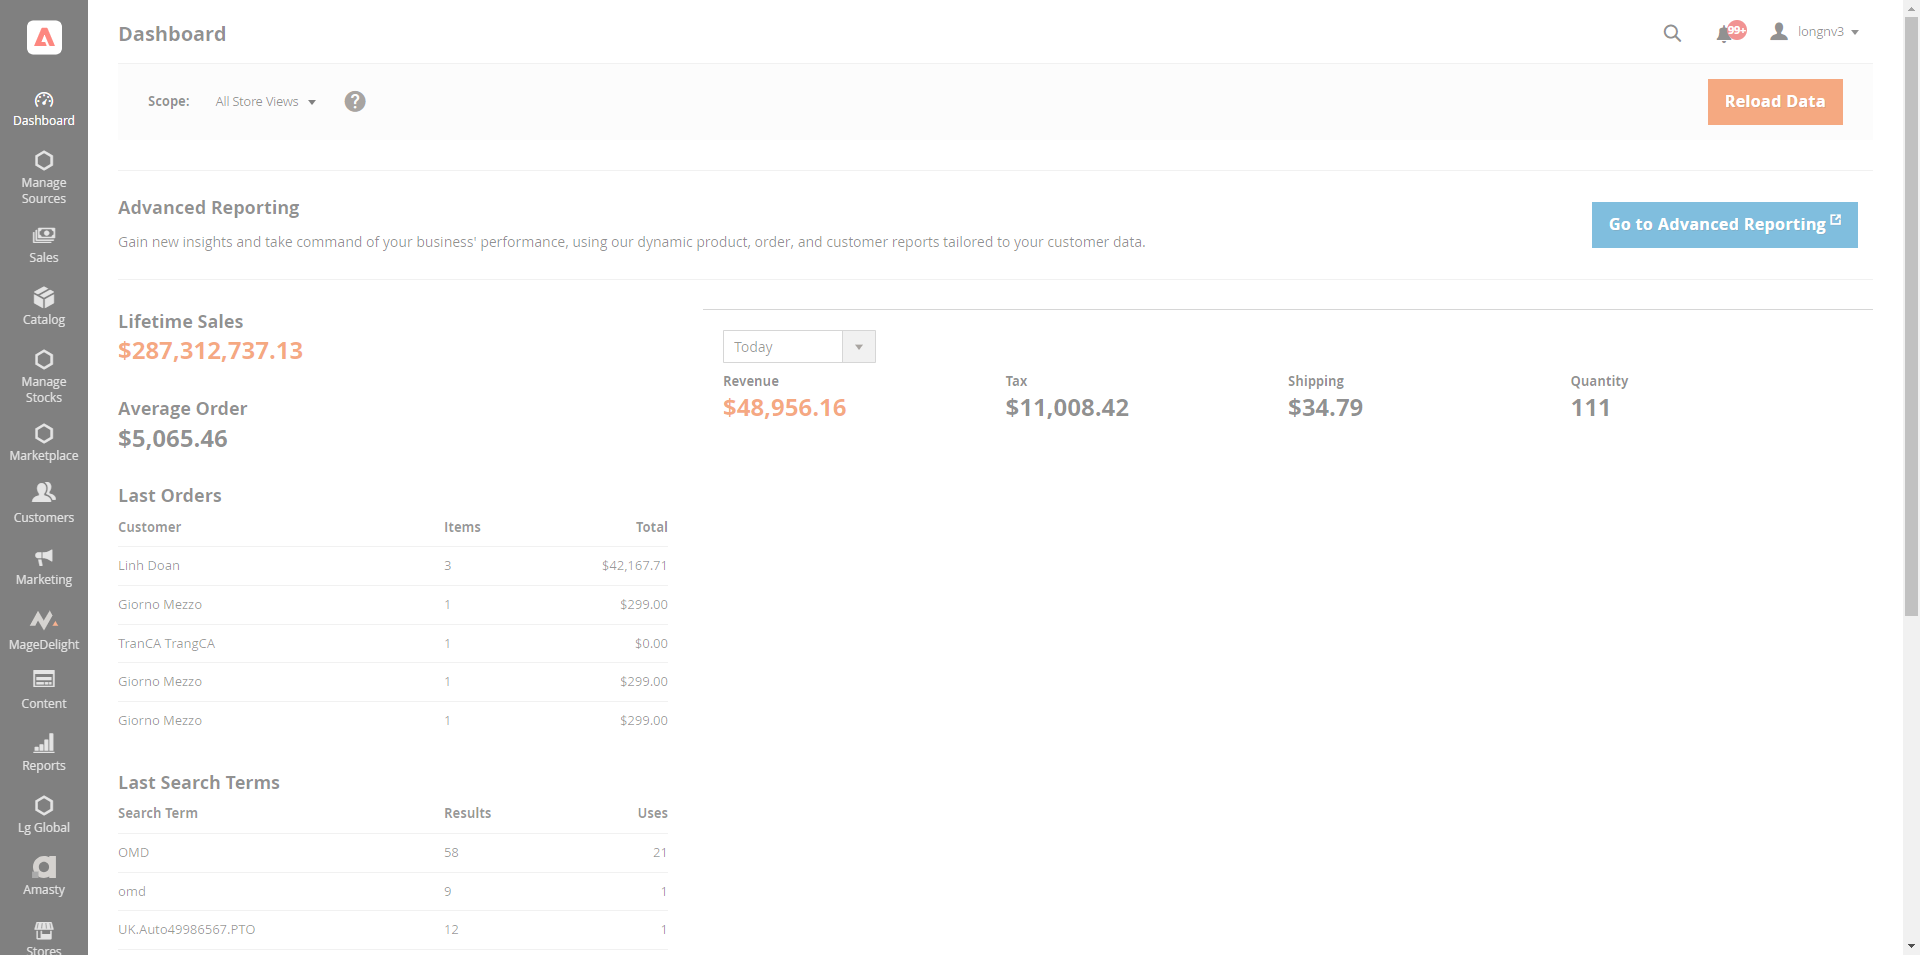 Dashboard
99+
longnv3
Scope:
All Store Views
?
Reload Data
Advanced Reporting
Gain new insights and take command of your business' performance, using our dynamic product, order, and customer reports tailored to your customer data.
Go to Advanced Reporting
Dashboard
Manage
Sources
Sales
Catalog
Manage
Stocks
Marketplace
Customers
Marketing
MageDelight
Content
Reports
Lg Global
Amasty
Stores
Lifetime Sales
$287,312,737.13
Average Order
$5,065.46
Today
Revenue Tax Shipping Quantity
$48,956.16 $11,008.42 $34.79 111
Last Orders
Customer Items Total
Linh Doan 3 $42,167.71
Giorno Mezzo 1 $299.00
TranCA TrangCA 1 $0.00
Giorno Mezzo 1 $299.00
Giorno Mezzo 1 $299.00
Last Search Terms
Search Term Results Uses
OMD 58 21
omd 9 1
UK.Auto49986567.PTO 12 1